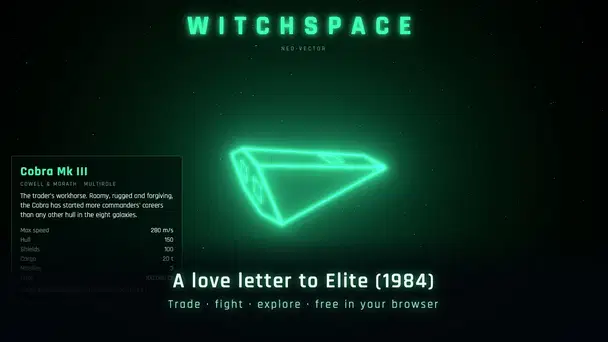 WITCHSPACE
NEO-VECTOR
Cobra Mk III
COWELL & MORATH · MULTIROLE
The trader's workhorse. Roomy, rugged and forgiving,
the Cobra has started more commanders' careers
than any other hull in the eight galaxies.
Max speed 280 m/s
Hull 150
Shields 100
Cargo 20 t
Missiles 3
A love letter to Elite (1984)
Trade · fight · explore · free in your browser